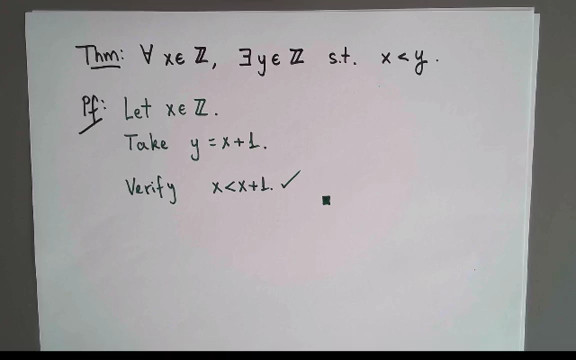 Thm: ∀ x∈ ℤ, ∃ y ∈ ℤ s.t. x < y.
Pf: Let x∈ ℤ.
Take y = x+1.
Verify x<x+1. ✓ ■